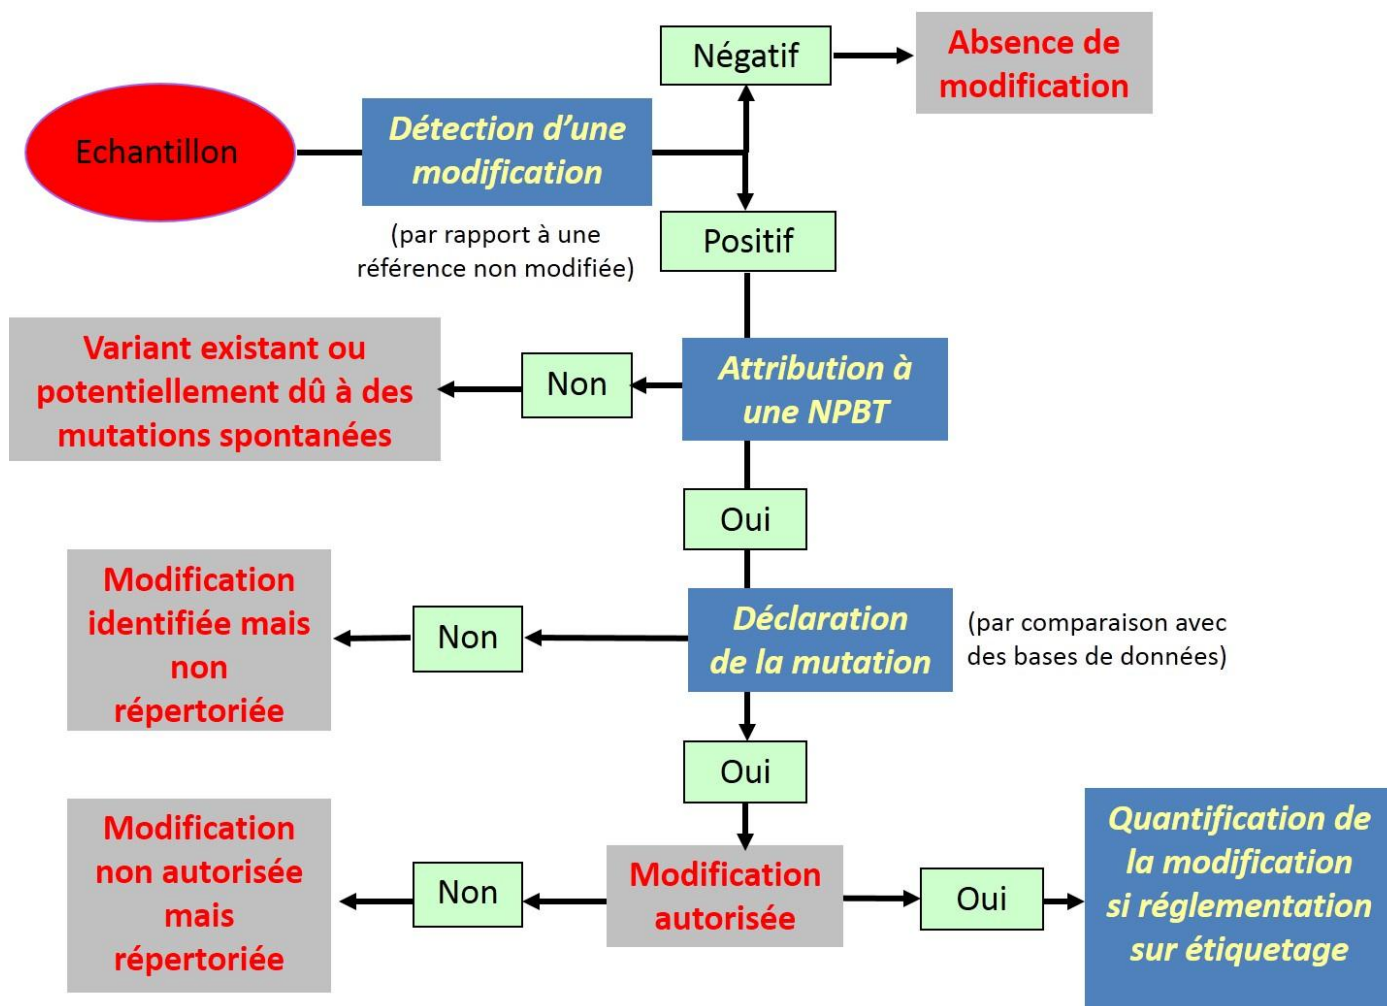 Négatif
Absence de
modification
Echantillon
Détection d’une
modification
(par rapport à une
référence non modifiée)
Positif
Variant existant ou
potentiellement dû à des
mutations spontanées
Non
Attribution à
une NPBT
Oui
Modification
identifiée mais
non
répertoriée
Non
Déclaration
de la mutation
(par comparaison avec
des bases de données)
Oui
Modification
non autorisée
mais
répertoriée
Non
Modification
autorisée
Oui
Quantification de
la modification
si réglementation
sur étiquetage